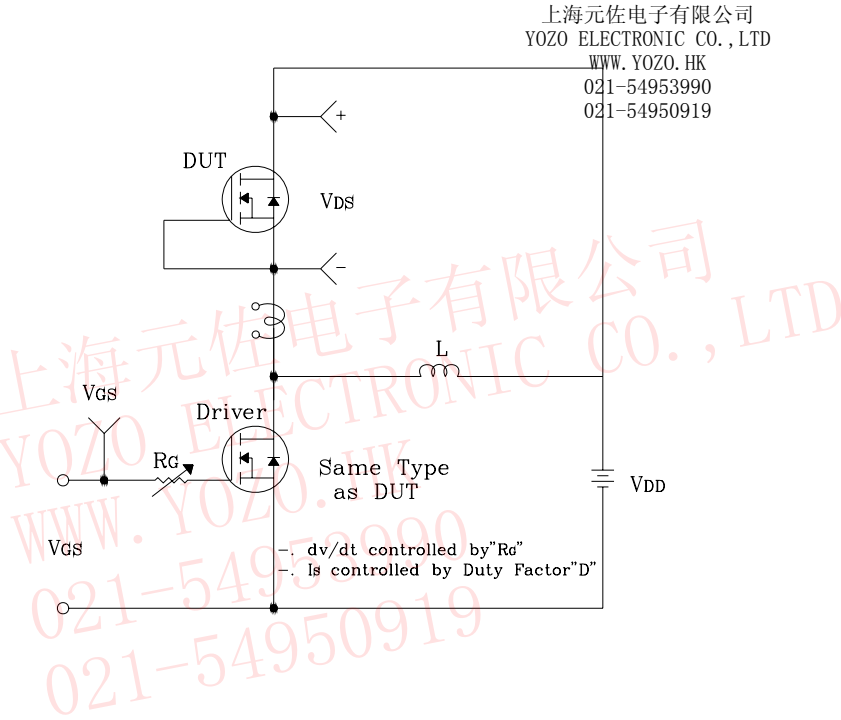 上海元佐电子有限公司
YOZO ELECTRONIC CO.,LTD
WWW.YOZO.HK
021-54953990
021-54950919
+
DUT
VDS
-
L
VGS
Driver
RG
Same Type
as DUT
VDD
VGS
-. dv/dt controlled by"RG"
-. Is controlled by Duty Factor"D"
上海元佐电子有限公司
YOZO ELECTRONIC CO.,LTD
WWW.YOZO.HK
021-54953990
021-54950919